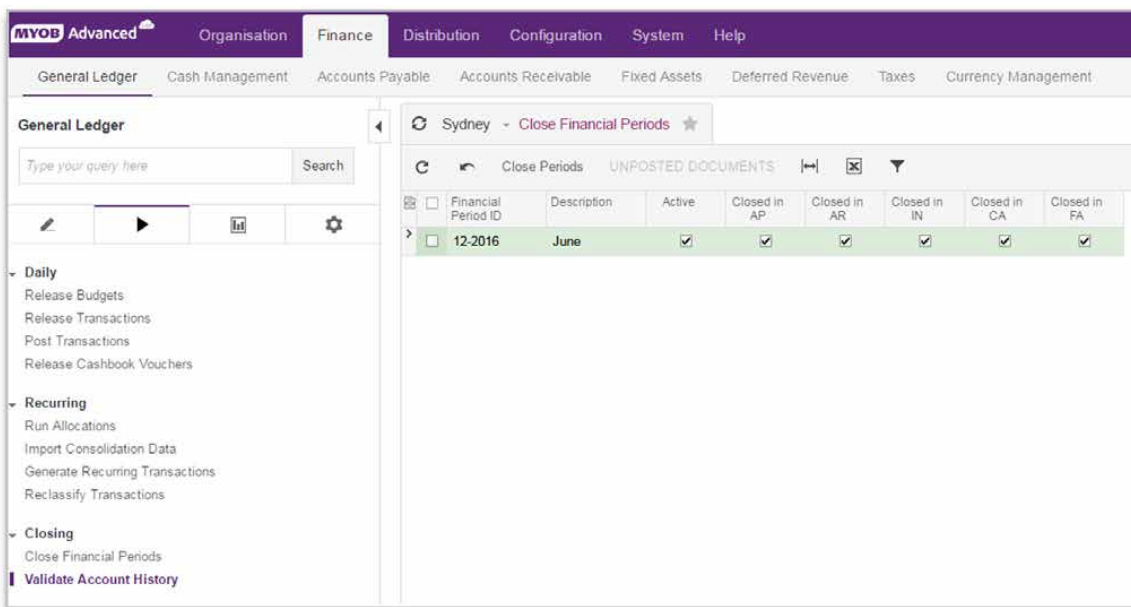 MYOB Advanced Organisation Finance Distribution Configuration System Help
General Ledger Cash Management Accounts Payable Accounts Receivable Fixed Assets Deferred Revenue Taxes Currency Management
General Ledger
Type your query here Search
Sydney Close Financial Periods
Close Periods UNPOSTED DOCUMENTS
Financial Period ID Description Active Closed in AP Closed in AR Closed in IN Closed in CA Closed in FA
12-2016 June
Daily
Release Budgets
Release Transactions
Post Transactions
Release Cashbook Vouchers
Recurring
Run Allocations
Import Consolidation Data
Generate Recurring Transactions
Reclassify Transactions
Closing
Close Financial Periods
Validate Account History